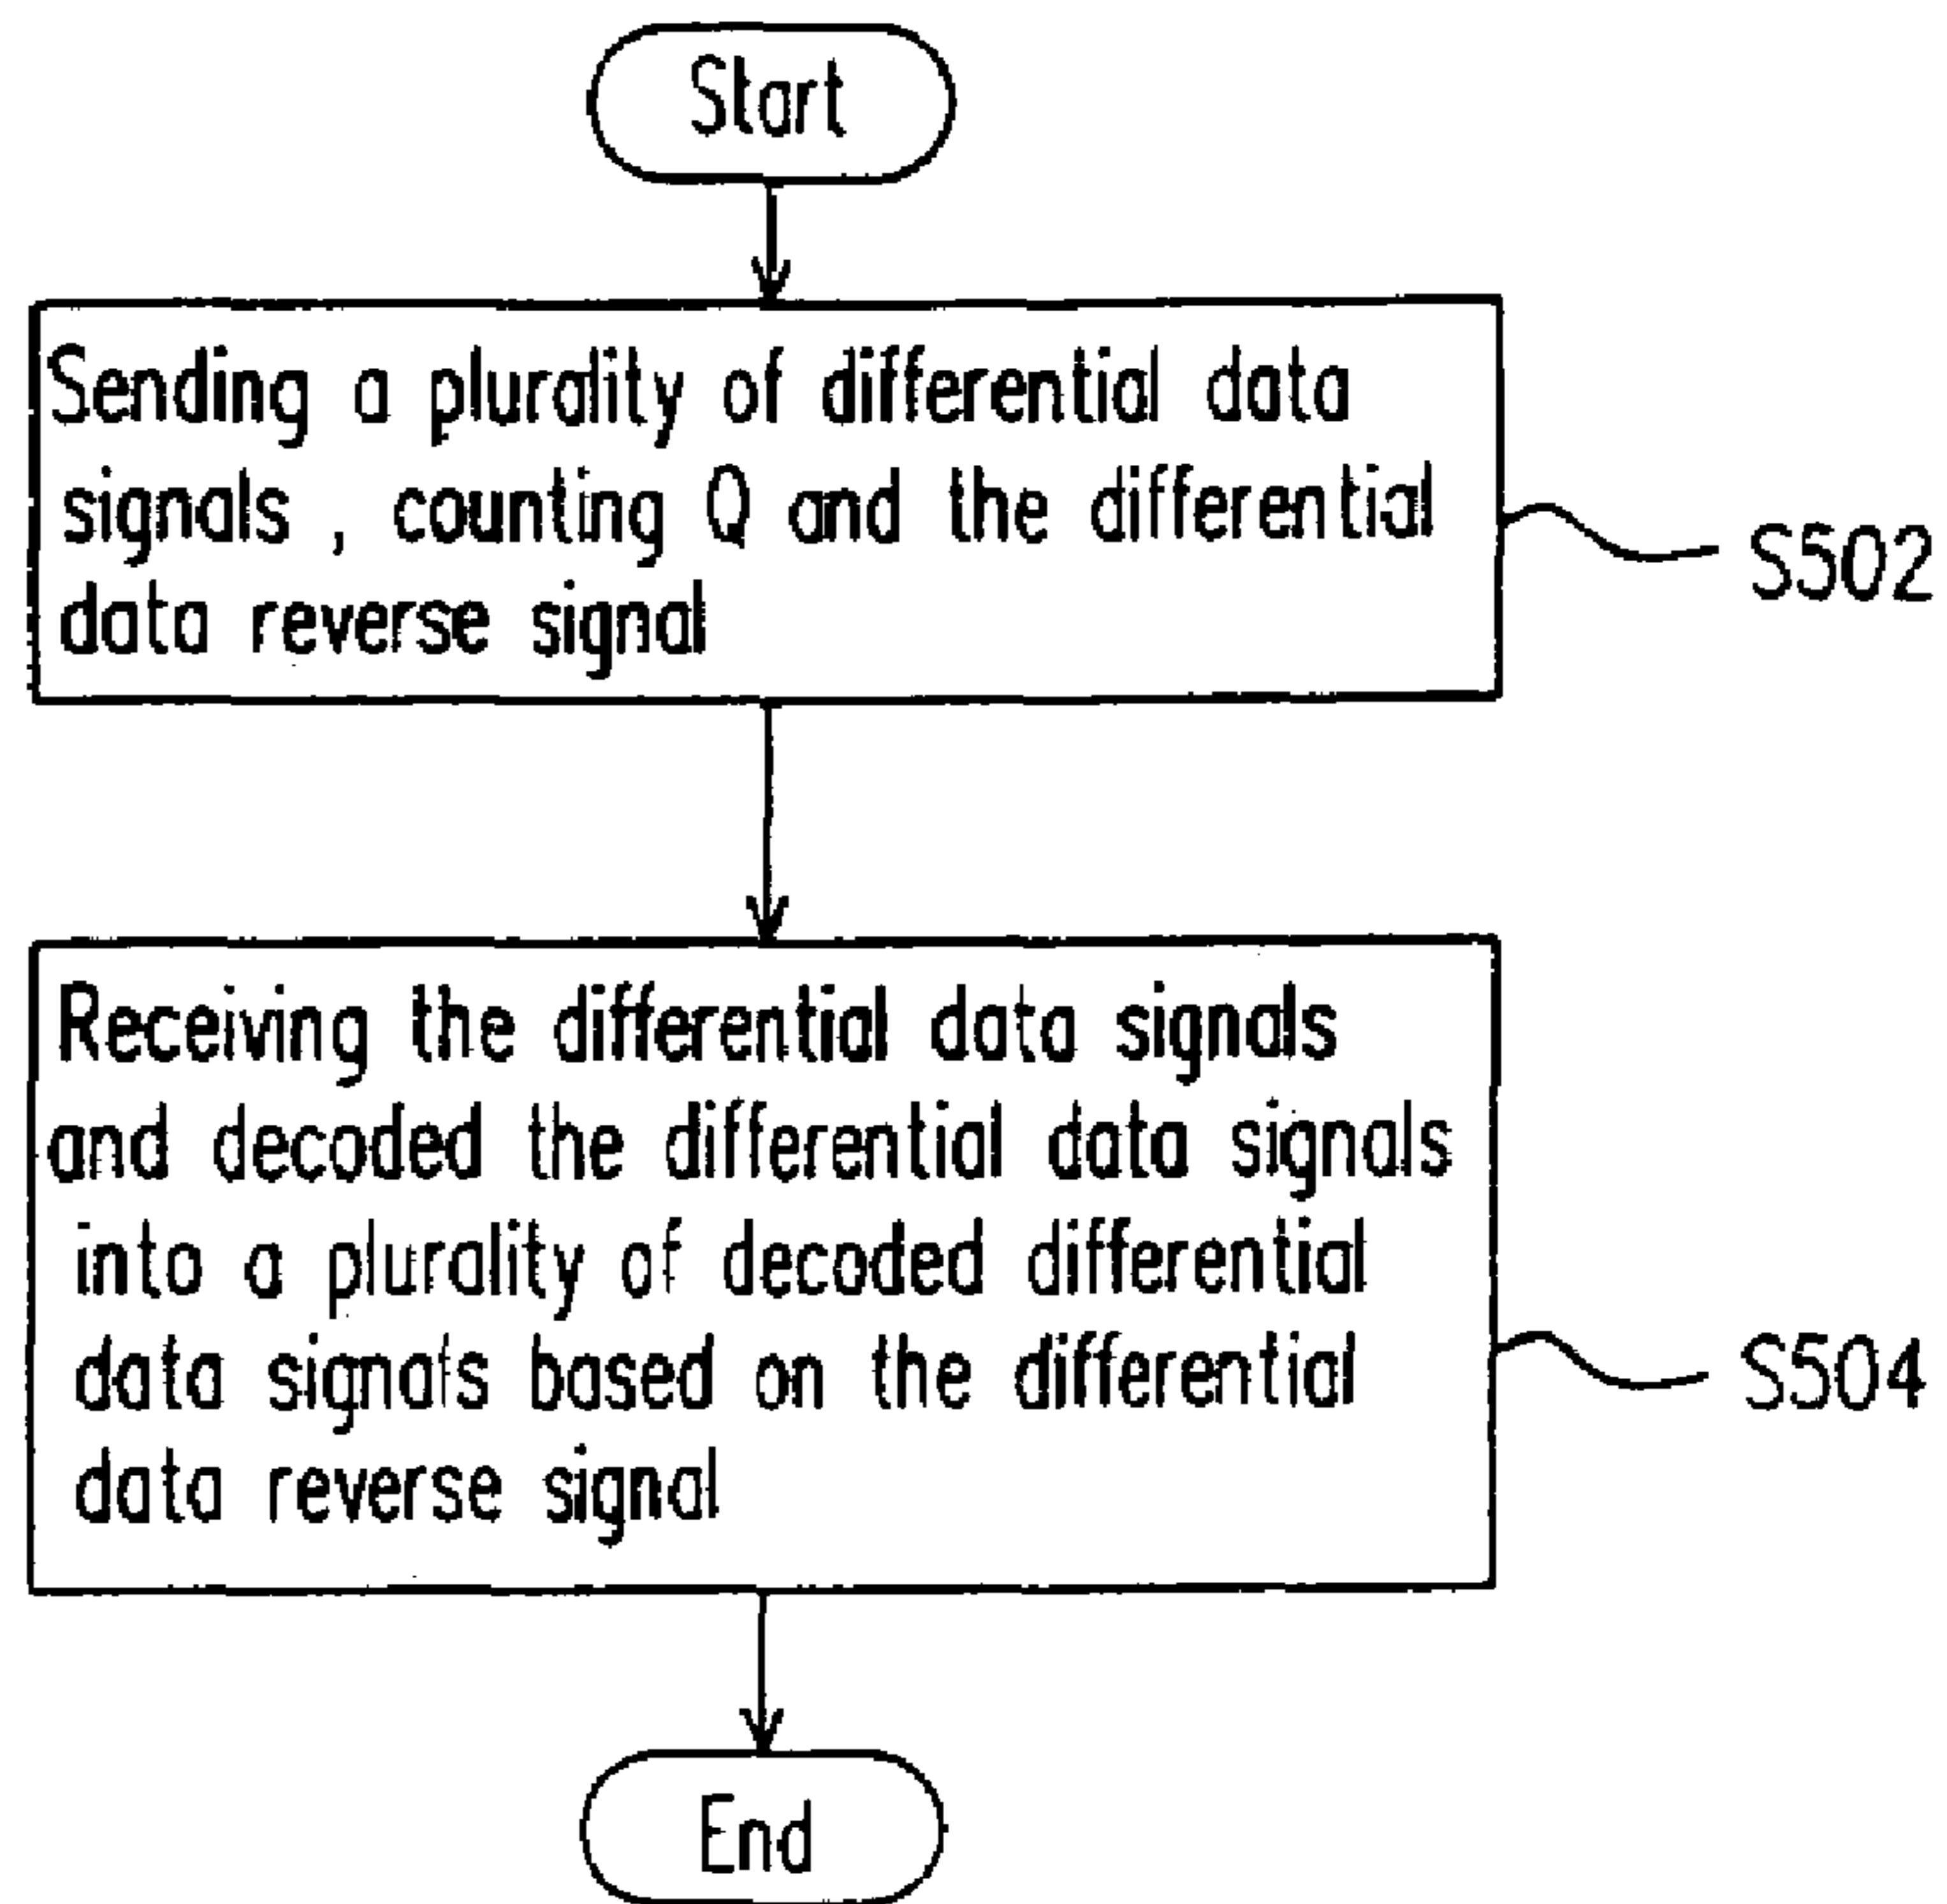 Start
Sending a plurality of differential data
signals , counting Q and the differential
data reverse signal
S502
Receiving the differential data signals
and decoded the differential data signals
into a plurality of decoded differential
data signals based on the differential
data reverse signal
S504
End